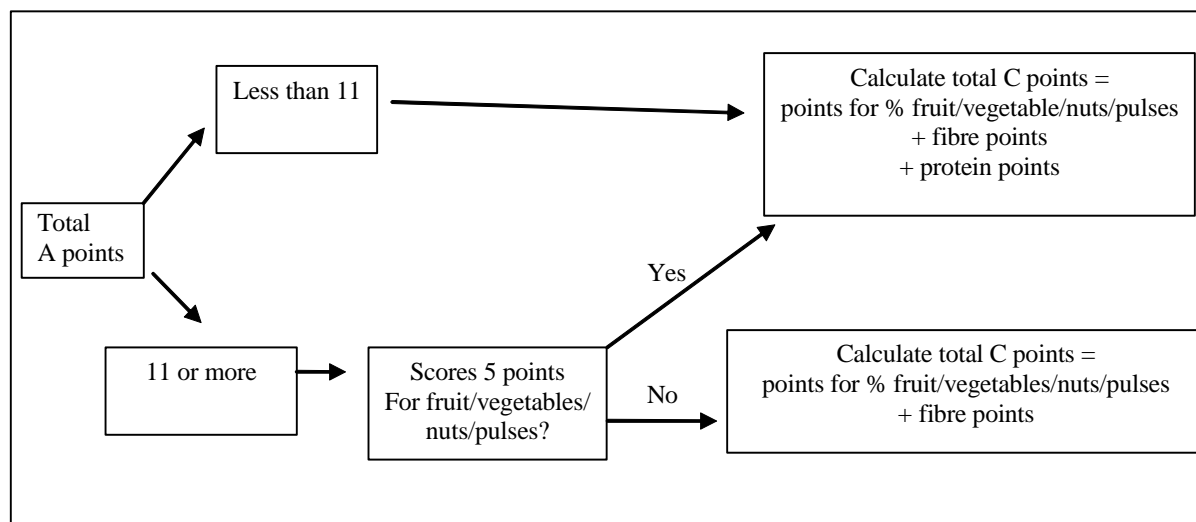 Less than 11
Calculate total C points =
points for % fruit/vegetable/nuts/pulses
+ fibre points
+ protein points
Total
A points
Yes
11 or more
Scores 5 points
For fruit/vegetables/
nuts/pulses?
No
Calculate total C points =
points for % fruit/vegetables/nuts/pulses
+ fibre points